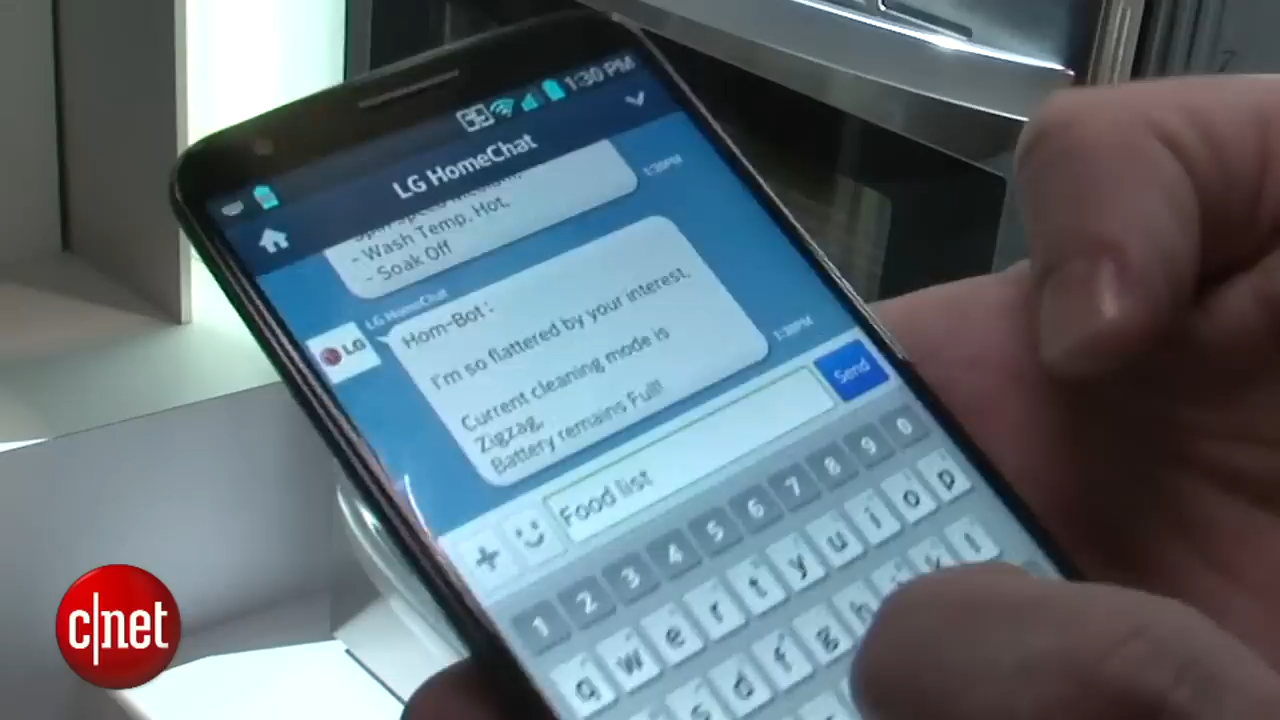 1:30 PM
LG HomeChat
- Wash Temp. Hot.
- Soak Off
1:30PM
LG HomeChat
LG
Hom-Bot :
I'm so flattered by your interest.
Current cleaning mode is
Zigzag.
Battery remains Full!
1:30PM
Food list
Send
1 2 3 4 5 6 7 8 9 0
q w e r t y u i o p
s d f g h k l
c|net